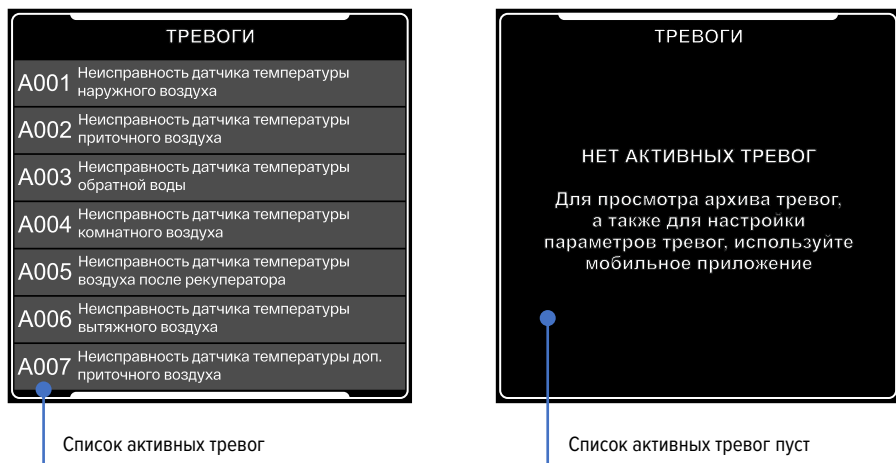 ТРЕВОГИ
A001 Неисправность датчика температуры
наружного воздуха
A002 Неисправность датчика температуры
приточного воздуха
A003 Неисправность датчика температуры
обратной воды
A004 Неисправность датчика температуры
комнатного воздуха
A005 Неисправность датчика температуры
воздуха после рекуператора
A006 Неисправность датчика температуры
вытяжного воздуха
A007 Неисправность датчика температуры доп.
приточного воздуха
Список активных тревог
ТРЕВОГИ
НЕТ АКТИВНЫХ ТРЕВОГ
Для просмотра архива тревог,
а также для настройки
параметров тревог, используйте
мобильное приложение
Список активных тревог пуст